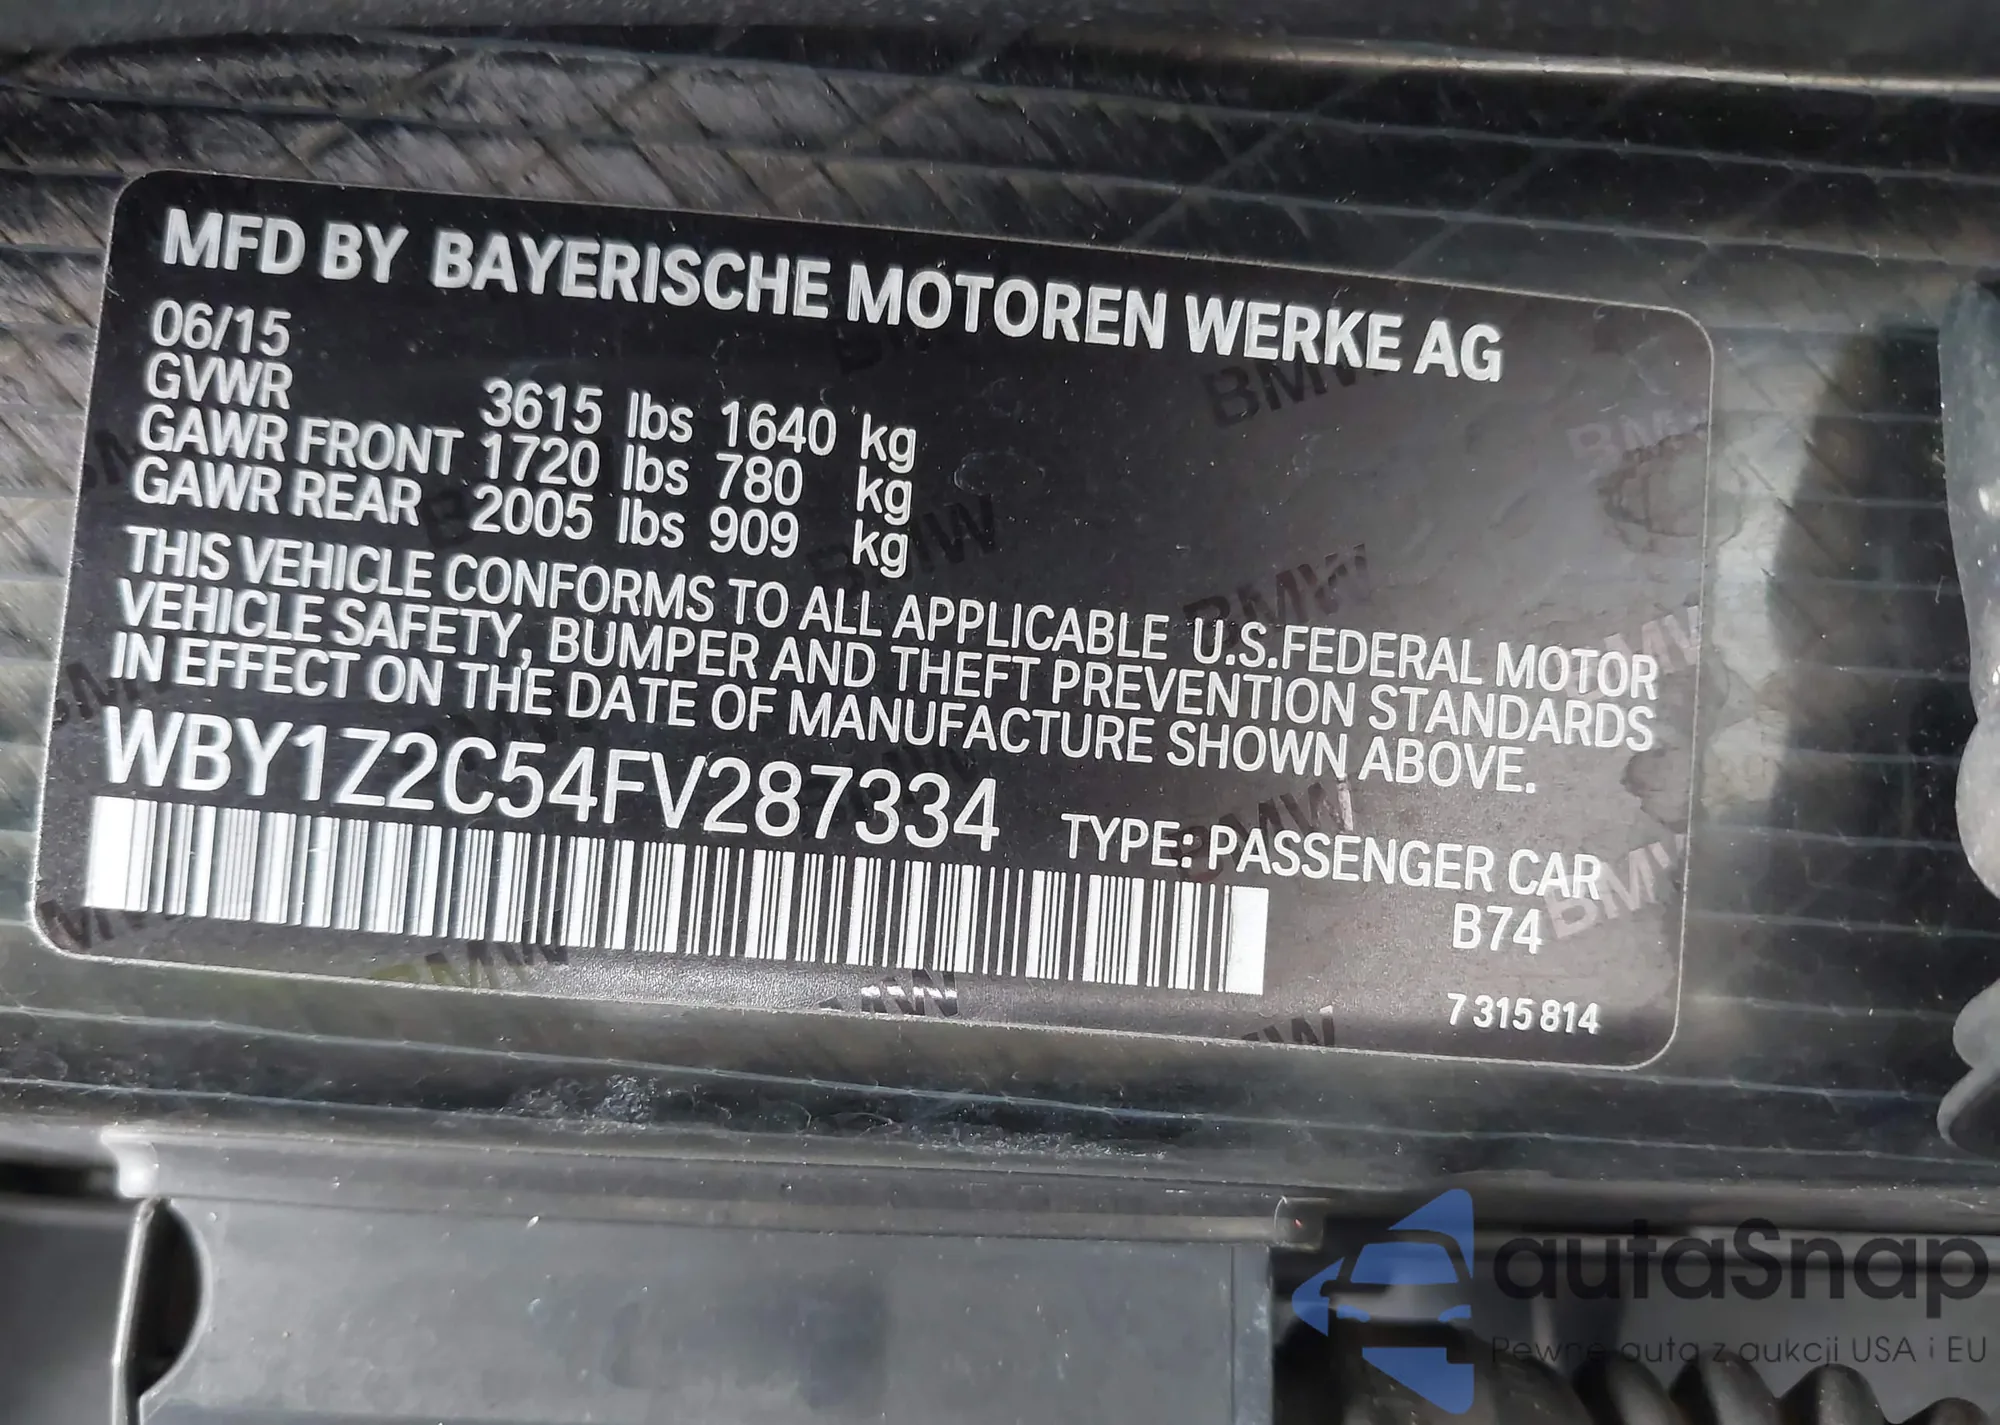 MFD BY BAYERISCHE MOTOREN WERKE AG
06/15
GVWR 3615 lbs 1640 kg
GAWR FRONT 1720 lbs 780 kg
GAWR REAR 2005 lbs 909 kg
THIS VEHICLE CONFORMS TO ALL APPLICABLE U.S.FEDERAL MOTOR
VEHICLE SAFETY, BUMPER AND THEFT PREVENTION STANDARDS
IN EFFECT ON THE DATE OF MANUFACTURE SHOWN ABOVE.
WBY1Z2C54FV287334
TYPE: PASSENGER CAR
B74
7 315 814
autaSnap
Pewne auta z aukcji USA i EU